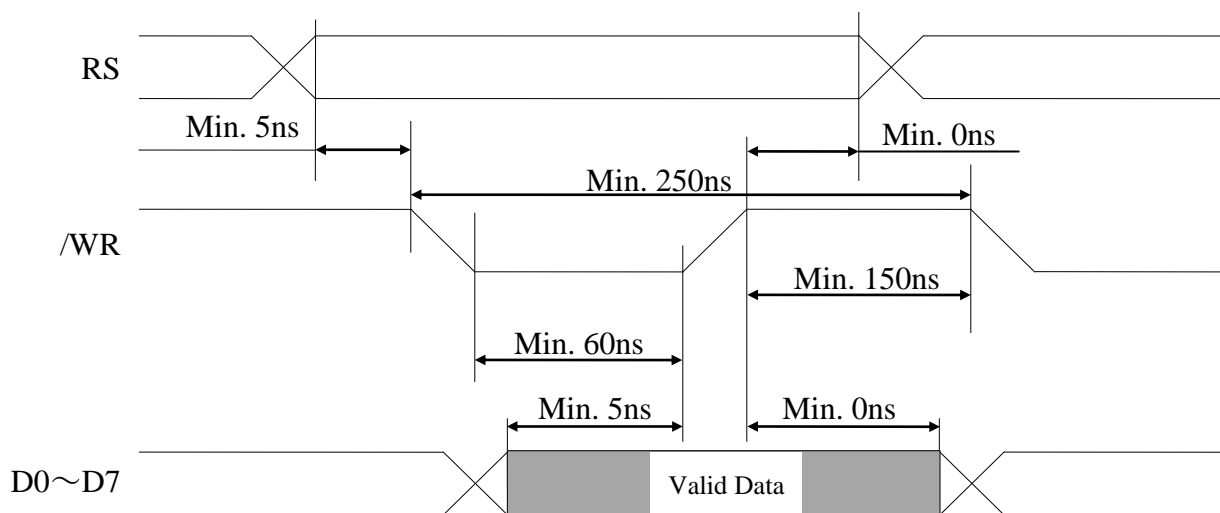 RS
Min. 5ns
Min. 0ns
Min. 250ns
/WR
Min. 150ns
Min. 60ns
Min. 5ns
Min. 0ns
D0～D7
Valid Data